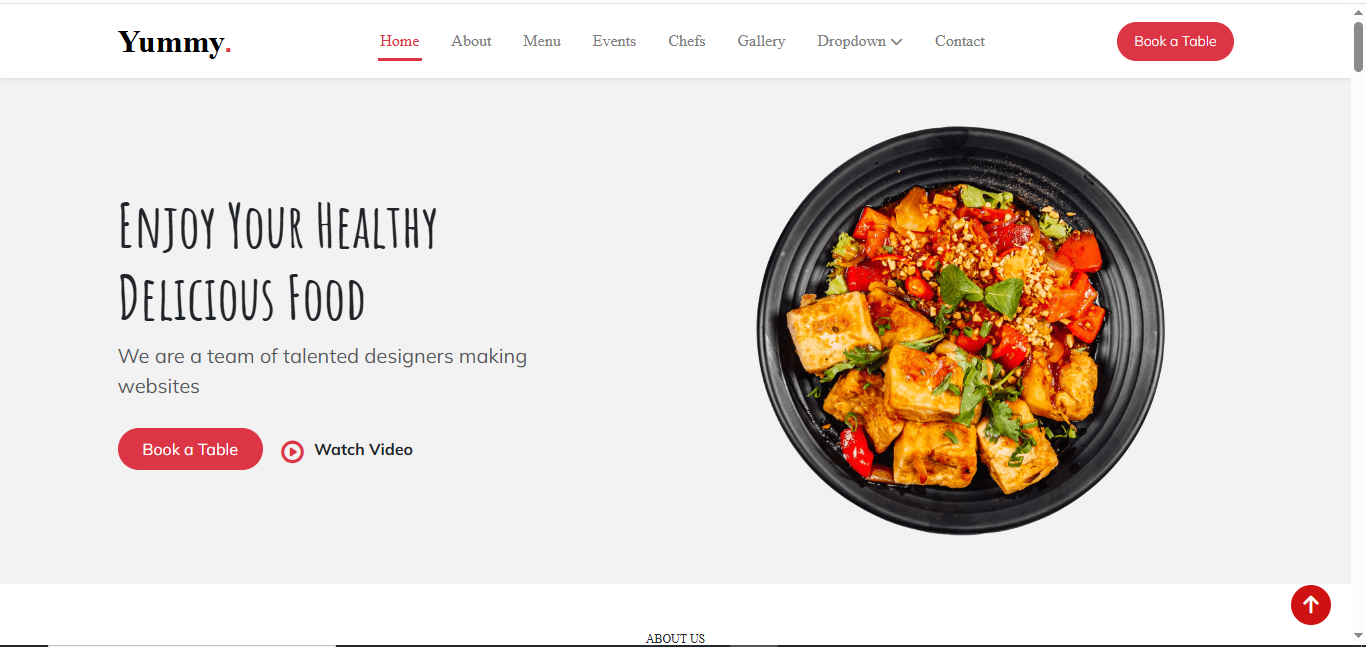 Yummy.
Home About Menu Events Chefs Gallery Dropdown Contact
Book a Table
Enjoy Your Healthy
Delicious Food
We are a team of talented designers making
websites
Book a Table
Watch Video
ABOUT US